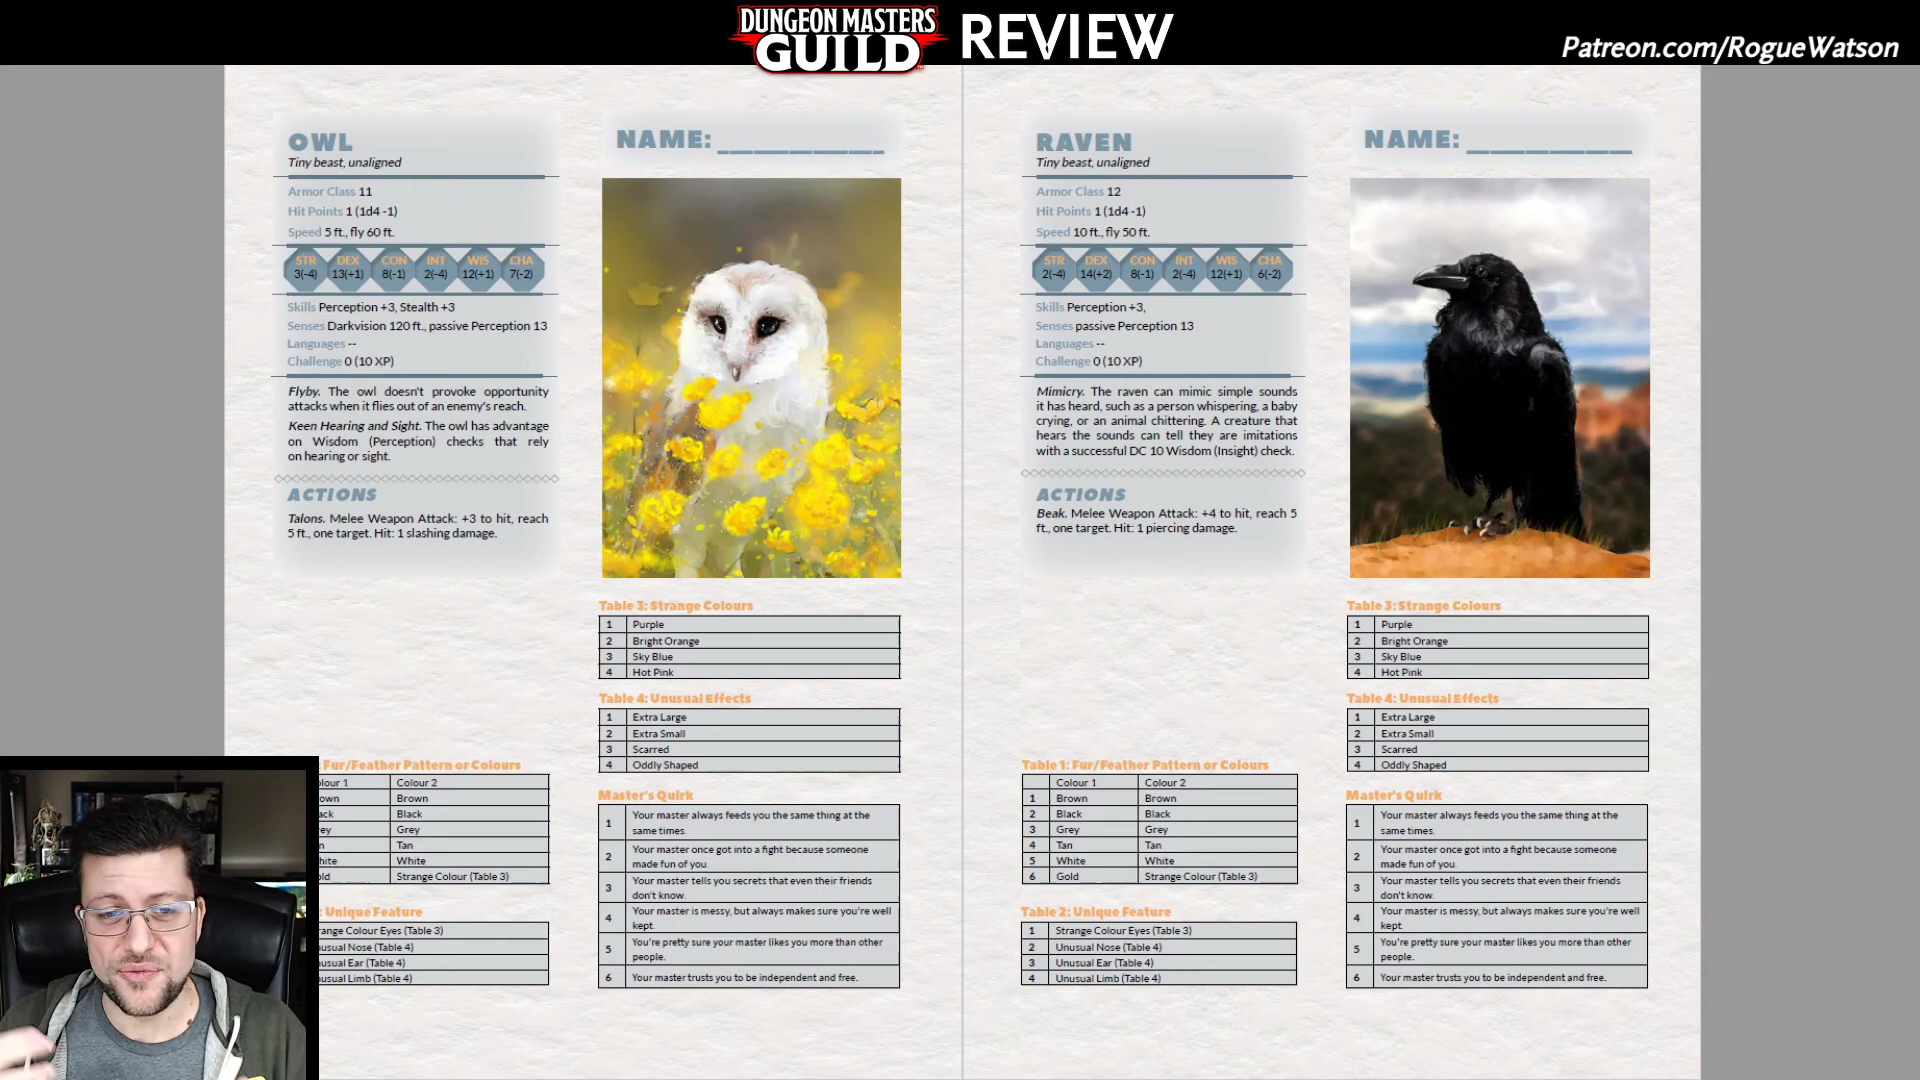 DUNGEON MASTERS
GUILD
REVIEW
Patreon.com/RogueWatson
OWL
Tiny beast, unaligned
Armor Class 11
Hit Points 1 (1d4 -1)
Speed 5 ft., fly 60 ft.
STR DEX CON INT WIS CHA
3(-4) 13(+1) 8(-1) 2(-4) 12(+1) 7(-2)
Skills Perception +3, Stealth +3
Senses Darkvision 120 ft., passive Perception 13
Languages --
Challenge 0 (10 XP)
Flyby. The owl doesn't provoke opportunity
attacks when it flies out of an enemy's reach.
Keen Hearing and Sight. The owl has advantage
on Wisdom (Perception) checks that rely
on hearing or sight.
ACTIONS
Talons. Melee Weapon Attack: +3 to hit, reach
5 ft., one target. Hit: 1 slashing damage.
Fur/Feather Pattern or Colours
Colour 2
Brown
Black
Grey
Tan
White
Strange Colour (Table 3)
Unique Feature
Strange Colour Eyes (Table 3)
Nose (Table 4)
Ear (Table 4)
Limb (Table 4)
NAME: ____________
Table 3: Strange Colours
1 Purple
2 Bright Orange
3 Sky Blue
4 Hot Pink
Table 4: Unusual Effects
1 Extra Large
2 Extra Small
3 Scarred
4 Oddly Shaped
Master's Quirk
1 Your master always feeds you the same thing at the
same times.
2 Your master once got into a fight because someone
made fun of you.
3 Your master tells you secrets that even their friends
don't know.
4 Your master is messy, but always makes sure you're well
kept.
5 You're pretty sure your master likes you more than other
people.
6 Your master trusts you to be independent and free.
RAVEN
Tiny beast, unaligned
Armor Class 12
Hit Points 1 (1d4 -1)
Speed 10 ft., fly 50 ft.
STR DEX CON INT WIS CHA
2(-4) 14(+2) 8(-1) 2(-4) 12(+1) 6(-2)
Skills Perception +3,
Senses passive Perception 13
Languages --
Challenge 0 (10 XP)
Mimicry. The raven can mimic simple sounds
it has heard, such as a person whispering, a baby
crying, or an animal chittering. A creature that
hears the sounds can tell they are imitations
with a successful DC 10 Wisdom (Insight) check.
ACTIONS
Beak. Melee Weapon Attack: +4 to hit, reach 5
ft., one target. Hit: 1 piercing damage.
Table 1: Fur/Feather Pattern or Colours
Colour 1 Colour 2
1 Brown Brown
2 Black Black
3 Grey Grey
4 Tan Tan
5 White White
6 Gold Strange Colour (Table 3)
Table 2: Unique Feature
1 Strange Colour Eyes (Table 3)
2 Unusual Nose (Table 4)
3 Unusual Ear (Table 4)
4 Unusual Limb (Table 4)
NAME: ____________
Table 3: Strange Colours
1 Purple
2 Bright Orange
3 Sky Blue
4 Hot Pink
Table 4: Unusual Effects
1 Extra Large
2 Extra Small
3 Scarred
4 Oddly Shaped
Master's Quirk
1 Your master always feeds you the same thing at the
same times.
2 Your master once got into a fight because someone
made fun of you.
3 Your master tells you secrets that even their friends
don't know.
4 Your master is messy, but always makes sure you're well
kept.
5 You're pretty sure your master likes you more than other
people.
6 Your master trusts you to be independent and free.